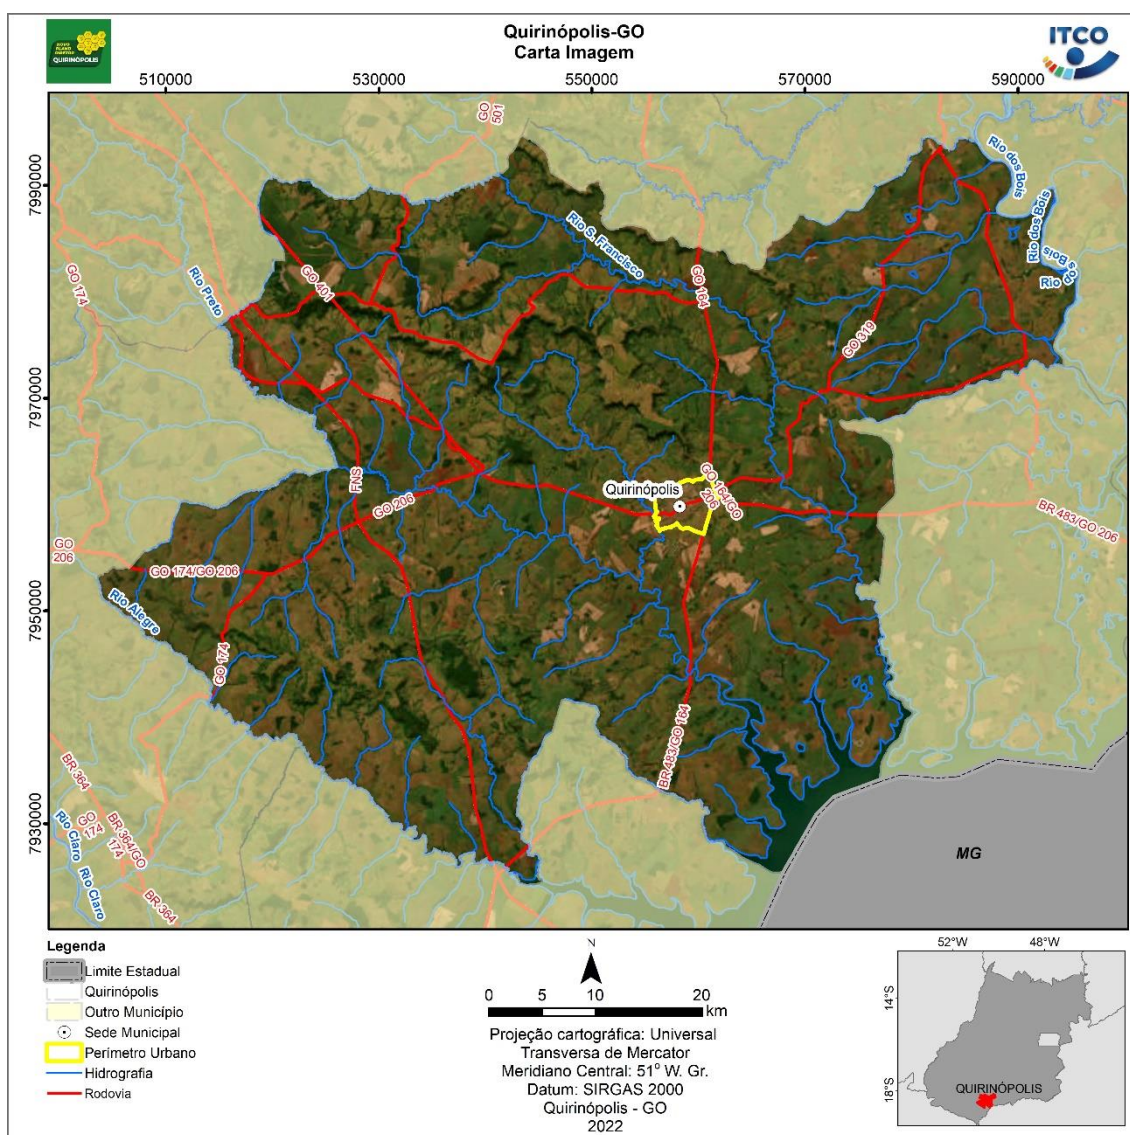 Quirinópolis-GO
Carta Imagem
NOVO
PLANO
DIRETOR
QUIRINÓPOLIS
ITCO
510000
530000
550000
570000
590000
7990000
7970000
7950000
7930000
GO
501
Rio dos Bois
Rio dos Bois
Rio dos Bois
Rio S. Francisco
GO 174
Rio Preto
GO 401
GO 164
GO 319
FNS
GO 206
Quirinópolis
GO 164/GO
206
BR 483/GO 206
GO
206
GO 174/GO 206
Rio Alegre
GO 174
BR 483/GO 164
BR 364
GO
174
BR 364/GO
174
Rio Claro
Rio Claro
BR 364
MG
Legenda
Limite Estadual
Quirinópolis
Outro Município
Sede Municipal
Perímetro Urbano
Hidrografia
Rodovia
N
0 5 10 20
km
Projeção cartográfica: Universal
Transversa de Mercator
Meridiano Central: 51° W. Gr.
Datum: SIRGAS 2000
Quirinópolis - GO
2022
52°W
48°W
14°S
18°S
QUIRINÓPOLIS